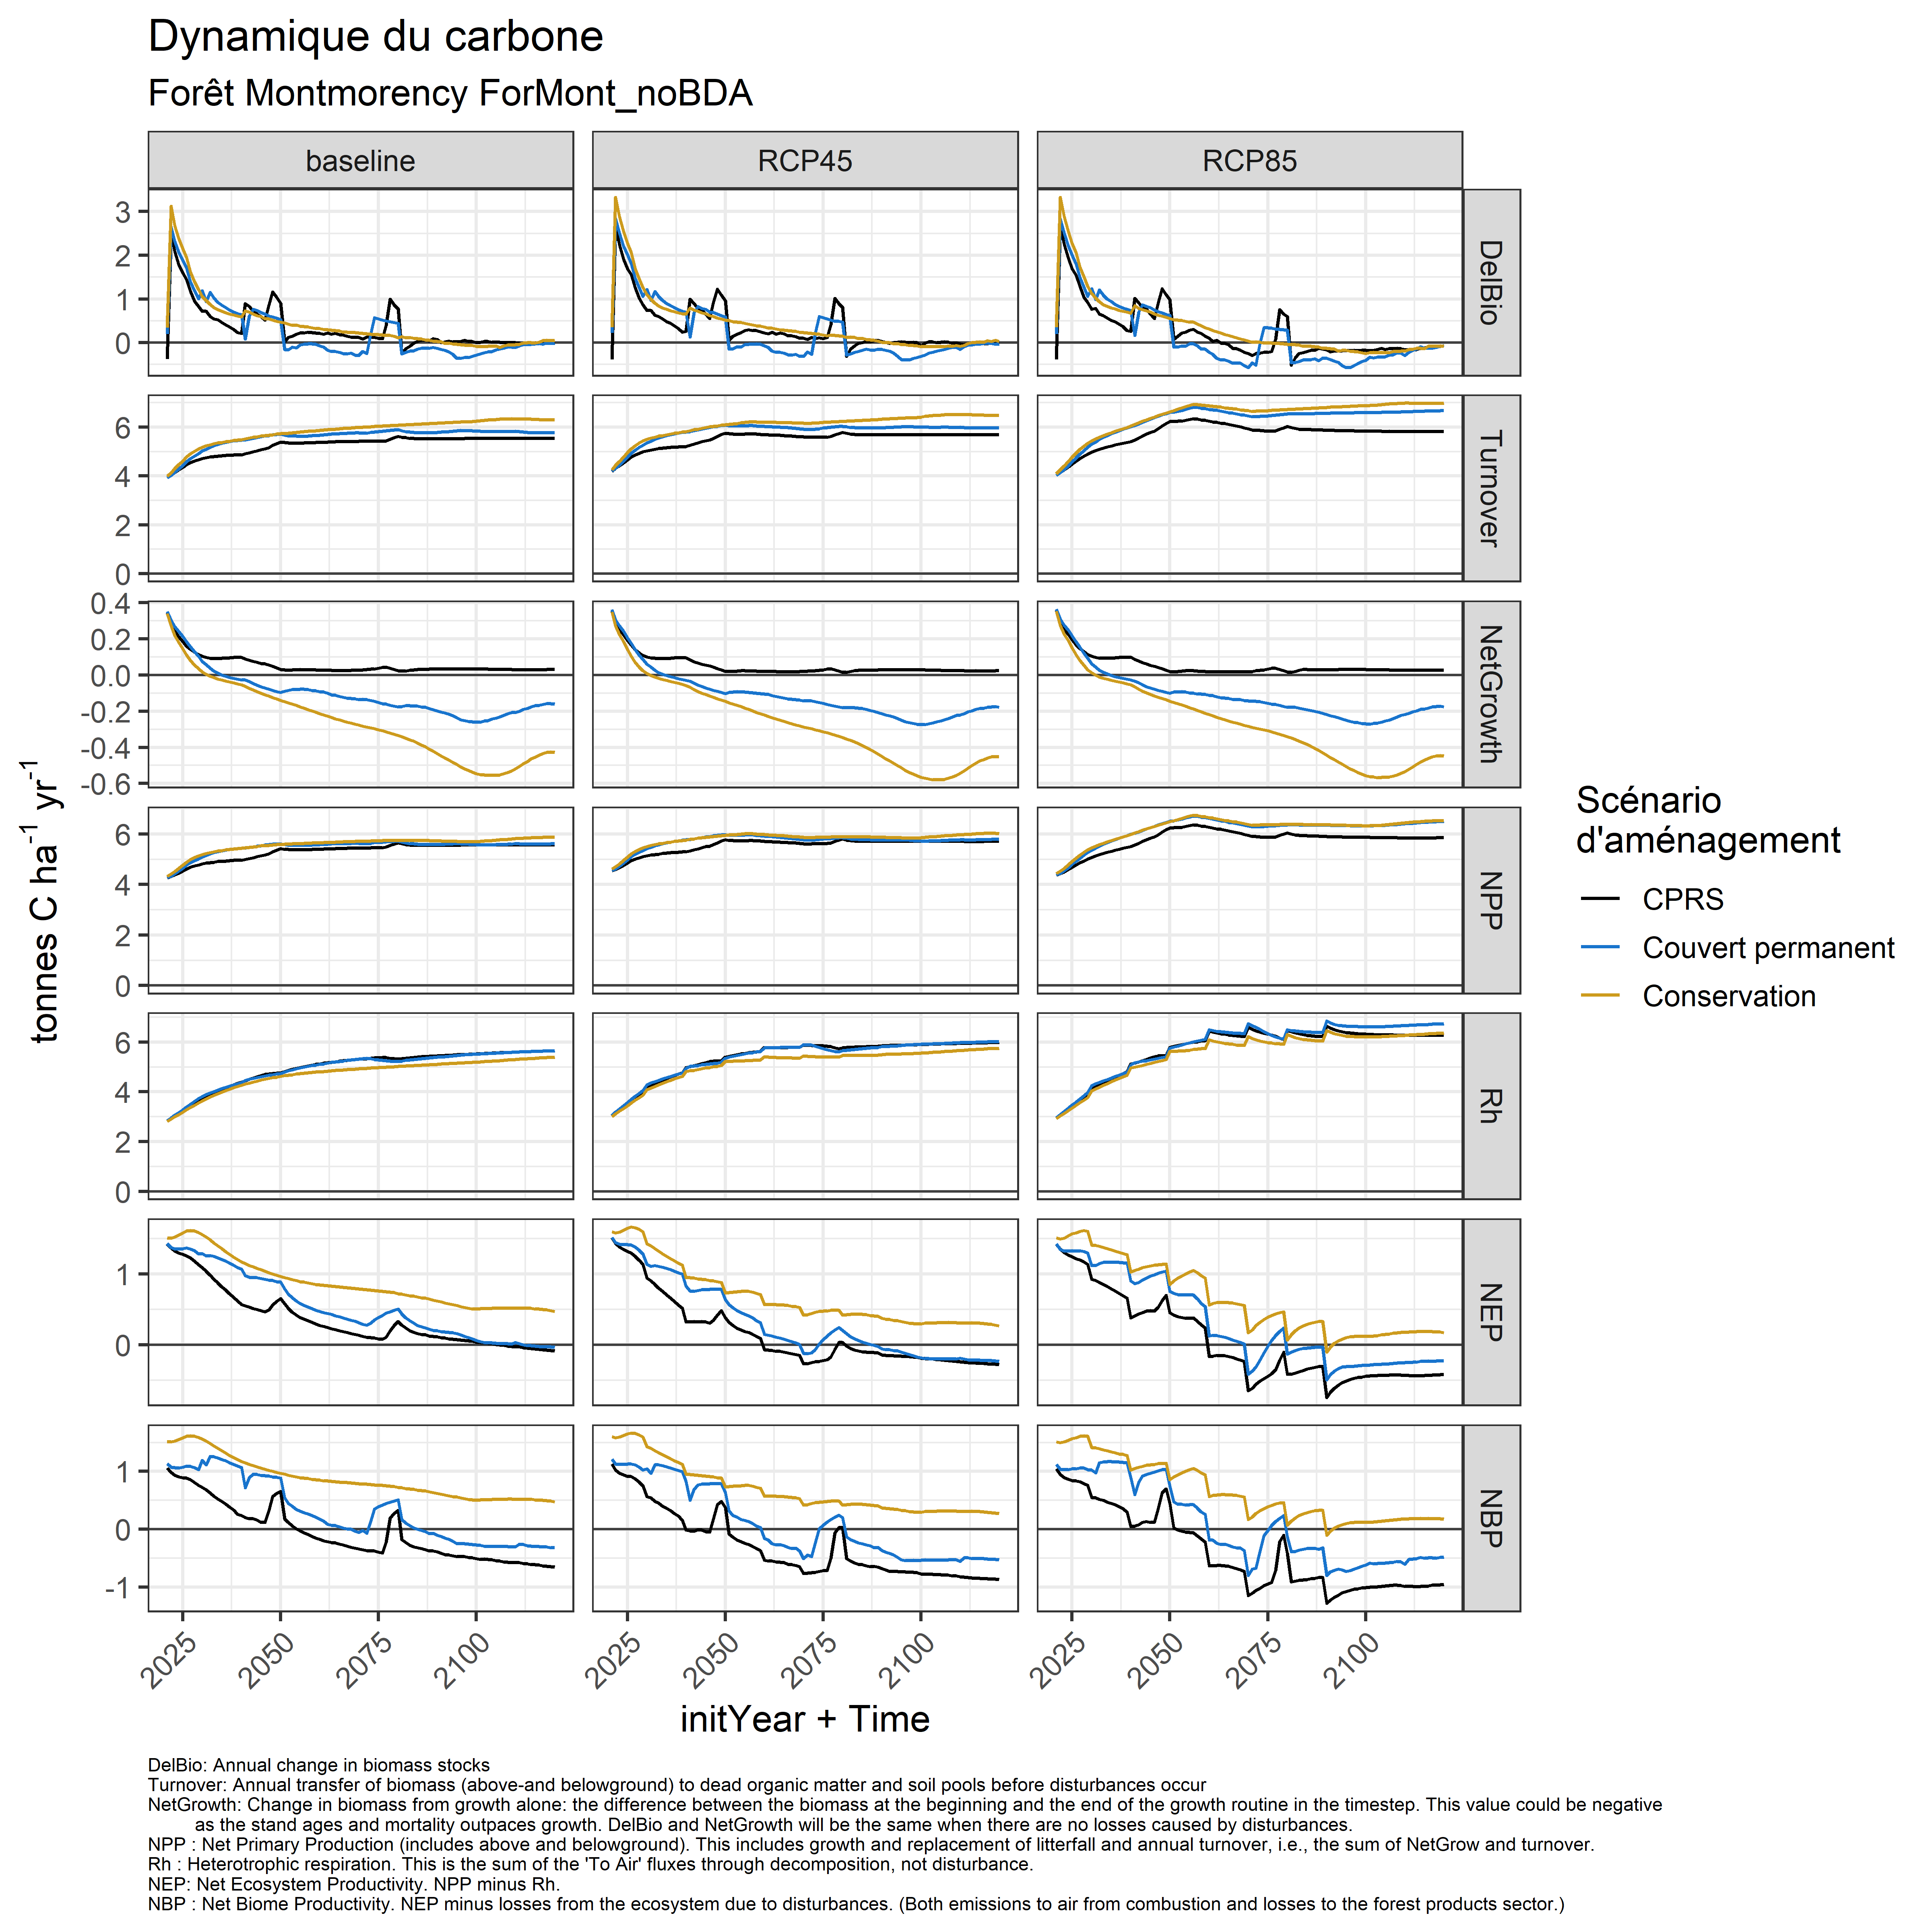 Dynamique du carbone
Forêt Montmorency ForMont_noBDA
baseline
RCP45
RCP85
3
2
1
0
DelBio
6
4
2
0
Turnover
0.4
0.2
0.0
-0.2
-0.4
-0.6
NetGrowth
6
4
2
0
NPP
6
4
2
0
Rh
1
0
NEP
1
0
-1
NBP
tonnes C ha-1 yr-1
2025 2050 2075 2100
2025 2050 2075 2100
2025 2050 2075 2100
initYear + Time
Scénario
d'aménagement
CPRS
Couvert permanent
Conservation
DelBio: Annual change in biomass stocks
Turnover: Annual transfer of biomass (above-and belowground) to dead organic matter and soil pools before disturbances occur
NetGrowth: Change in biomass from growth alone: the difference between the biomass at the beginning and the end of the growth routine in the timestep. This value could be negative
as the stand ages and mortality outpaces growth. DelBio and NetGrowth will be the same when there are no losses caused by disturbances.
NPP : Net Primary Production (includes above and belowground). This includes growth and replacement of litterfall and annual turnover, i.e., the sum of NetGrow and turnover.
Rh : Heterotrophic respiration. This is the sum of the 'To Air' fluxes through decomposition, not disturbance.
NEP: Net Ecosystem Productivity. NPP minus Rh.
NBP : Net Biome Productivity. NEP minus losses from the ecosystem due to disturbances. (Both emissions to air from combustion and losses to the forest products sector.)